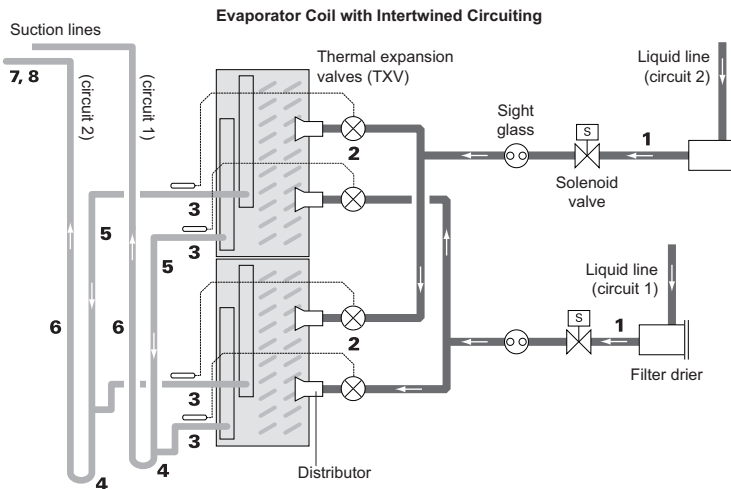 Evaporator Coil with Intertwined Circuiting
Suction lines
7, 8
(circuit 2)
(circuit 1)
Thermal expansion
valves (TXV)
Liquid line
(circuit 2)
Sight
glass
S
1
2
Solenoid
valve
3
5
3
5
Liquid line
(circuit 1)
S
1
6
6
2
Filter drier
3
3
4
4
Distributor